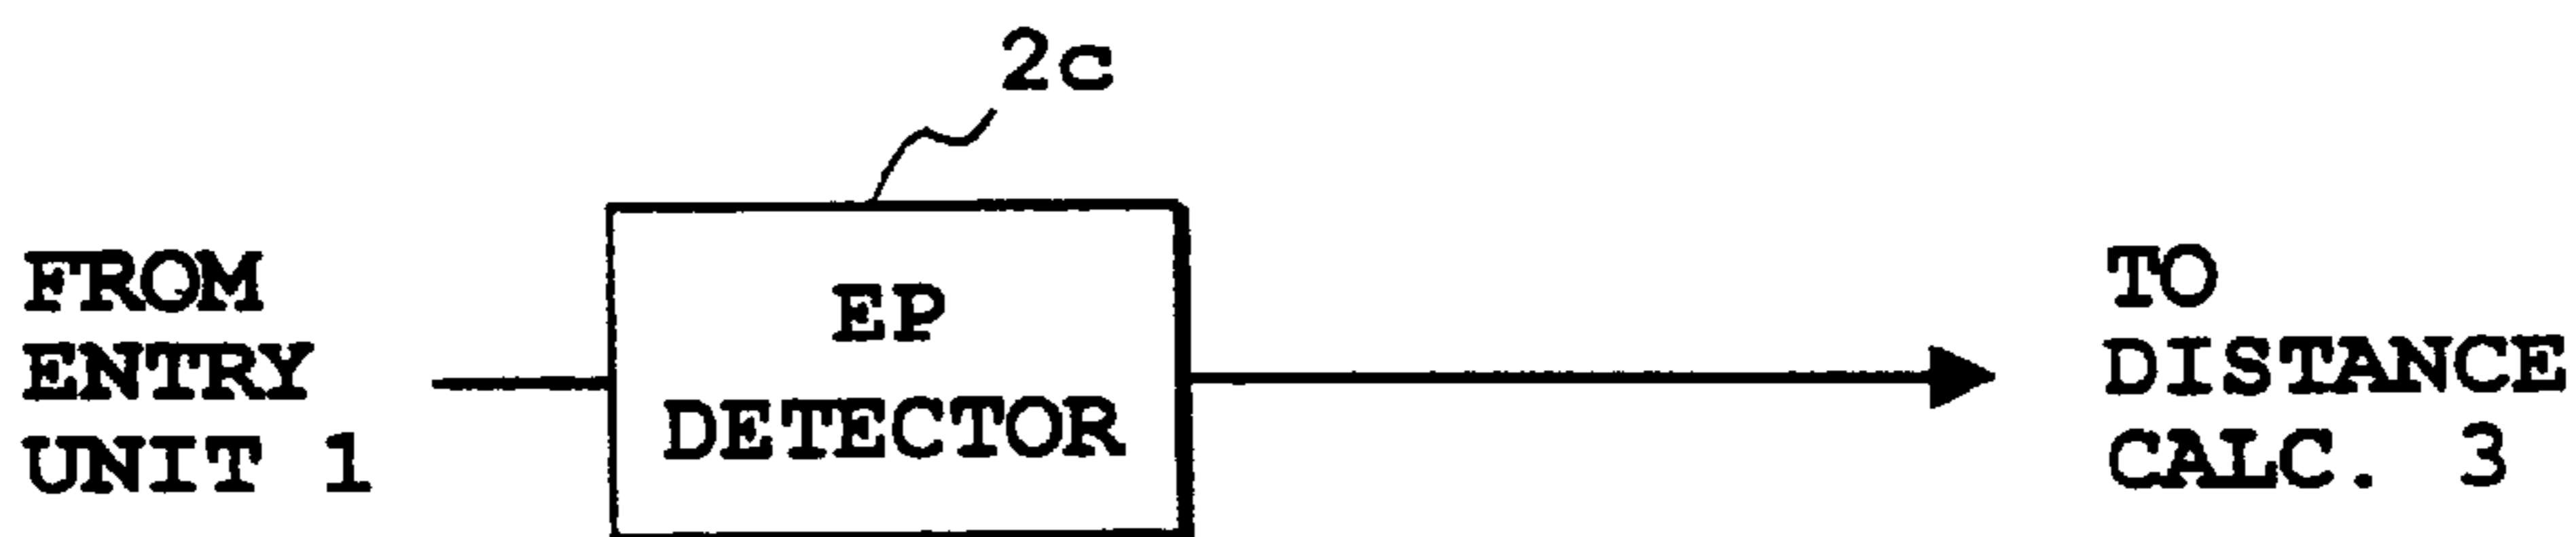 2c
FROM
ENTRY
UNIT 1
EP
DETECTOR
TO
DISTANCE
CALC. 3